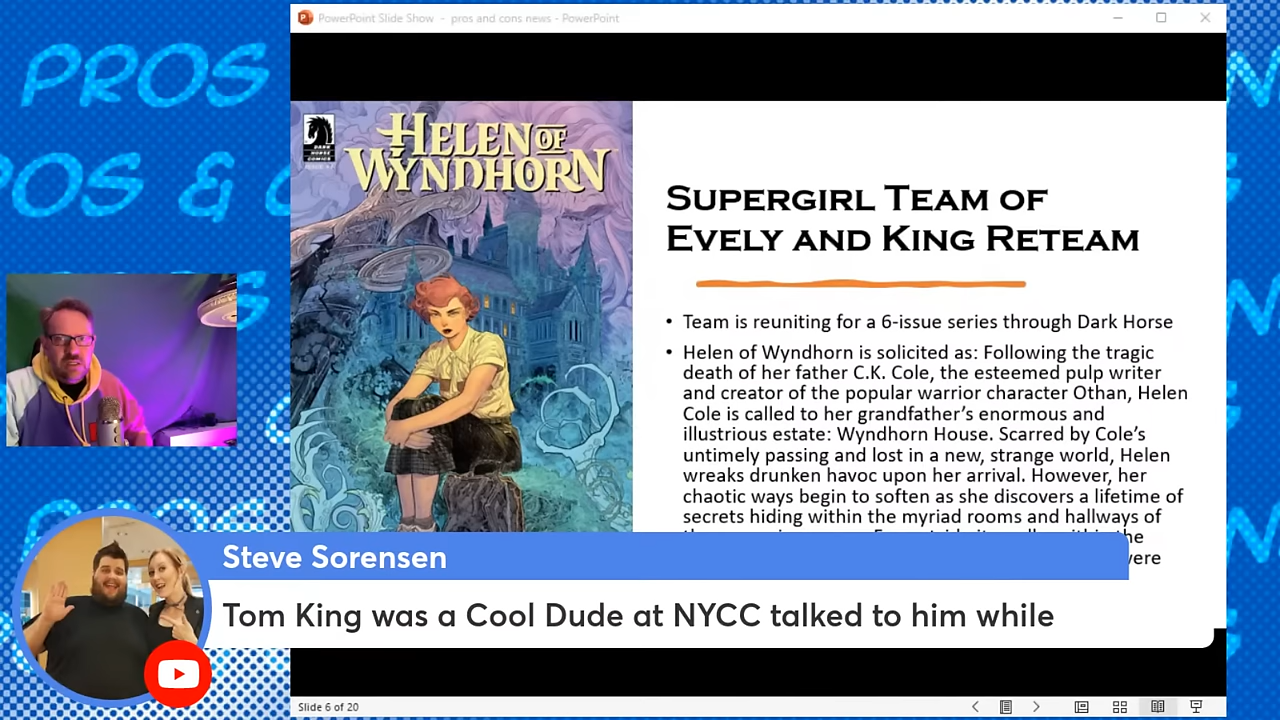 PowerPoint Slide Show - pros and cons news - PowerPoint
PROS
POS & C
DARK
HORSE
COMICS
HELEN OF
WYNDHORN
SUPERGIRL TEAM OF
EVELY AND KING RETEAM
• Team is reuniting for a 6-issue series through Dark Horse
• Helen of Wyndhorn is solicited as: Following the tragic
death of her father C.K. Cole, the esteemed pulp writer
and creator of the popular warrior character Othan, Helen
Cole is called to her grandfather's enormous and
illustrious estate: Wyndhorn House. Scarred by Cole's
untimely passing and lost in a new, strange world, Helen
wreaks drunken havoc upon her arrival. However, her
chaotic ways begin to soften as she discovers a lifetime of
secrets hiding within the myriad rooms and hallways of
the
were
Steve Sorensen
Tom King was a Cool Dude at NYCC talked to him while
Slide 6 of 20